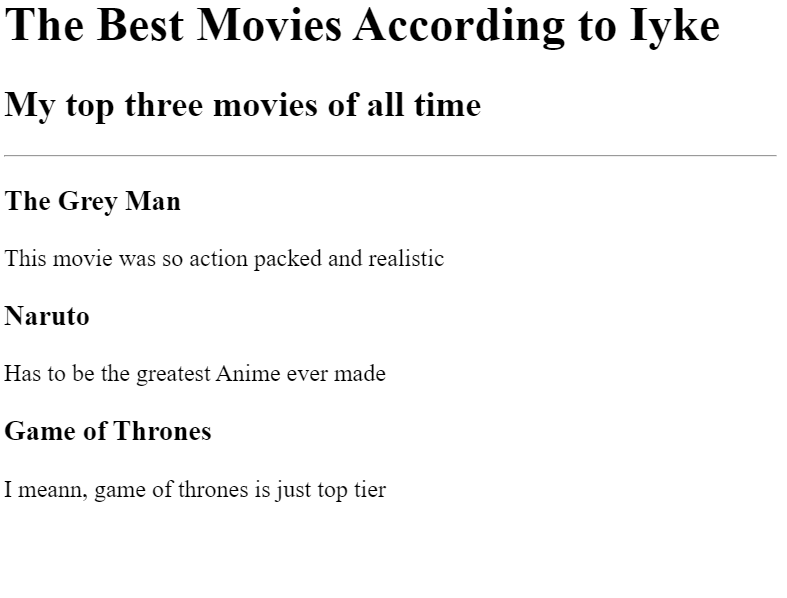 The Best Movies According to Iyke
My top three movies of all time
The Grey Man
This movie was so action packed and realistic
Naruto
Has to be the greatest Anime ever made
Game of Thrones
I meann, game of thrones is just top tier